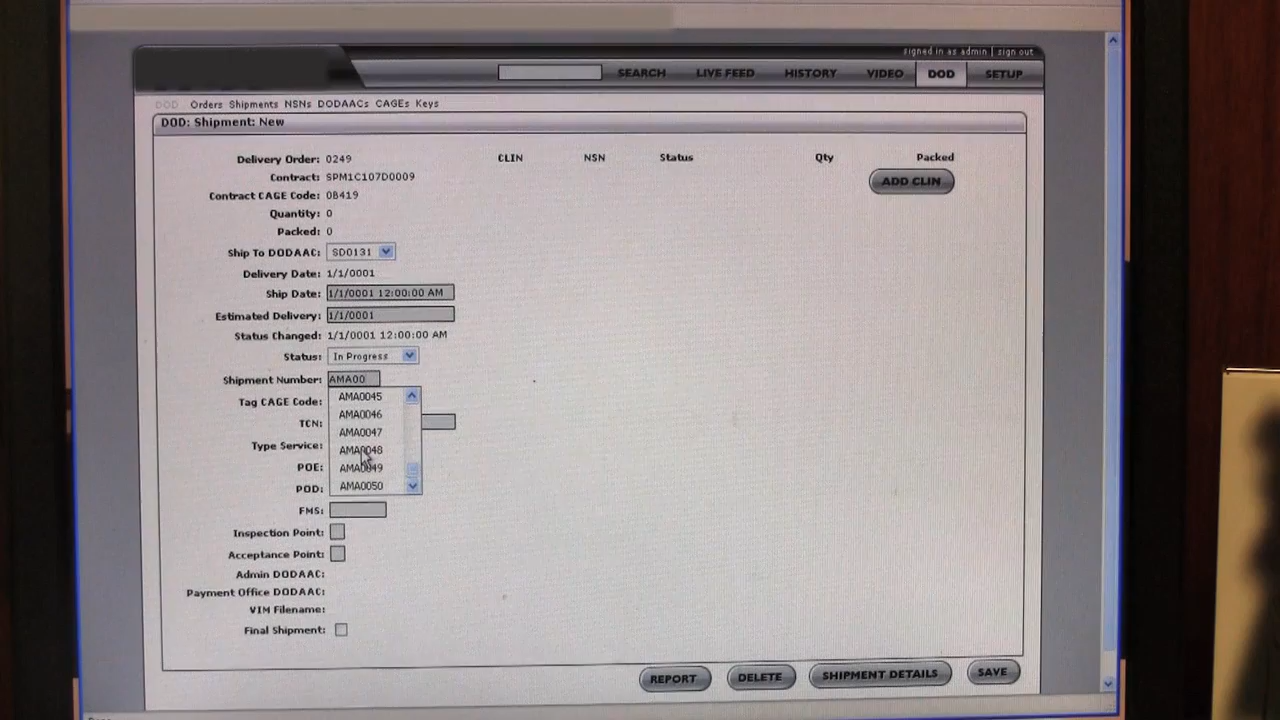 signed in as admin | sign out
SEARCH LIVE FEED HISTORY VIDEO DOD SETUP
DOD Orders Shipments NSNs DODAACs CAGEs Keys
DOD: Shipment: New
Delivery Order: 0249 CLIN NSN Status Qty Packed
Contract: SPM1C107D0009 ADD CLIN
Contract CAGE Code: 0B419
Quantity: 0
Packed: 0
Ship To DODAAC: SD0131
Delivery Date: 1/1/0001
Ship Date: 1/1/0001 12:00:00 AM
Estimated Delivery: 1/1/0001
Status Changed: 1/1/0001 12:00:00 AM
Status: In Progress
Shipment Number: AMA00
AMA0045
Tag CAGE Code:
AMA0046
TCN:
AMA0047
Type Service: AMA0048
POE: AMA0049
POD: AMA0050
FMS:
Inspection Point:
Acceptance Point:
Admin DODAAC:
Payment Office DODAAC:
VIM Filename:
Final Shipment:
REPORT DELETE SHIPMENT DETAILS SAVE